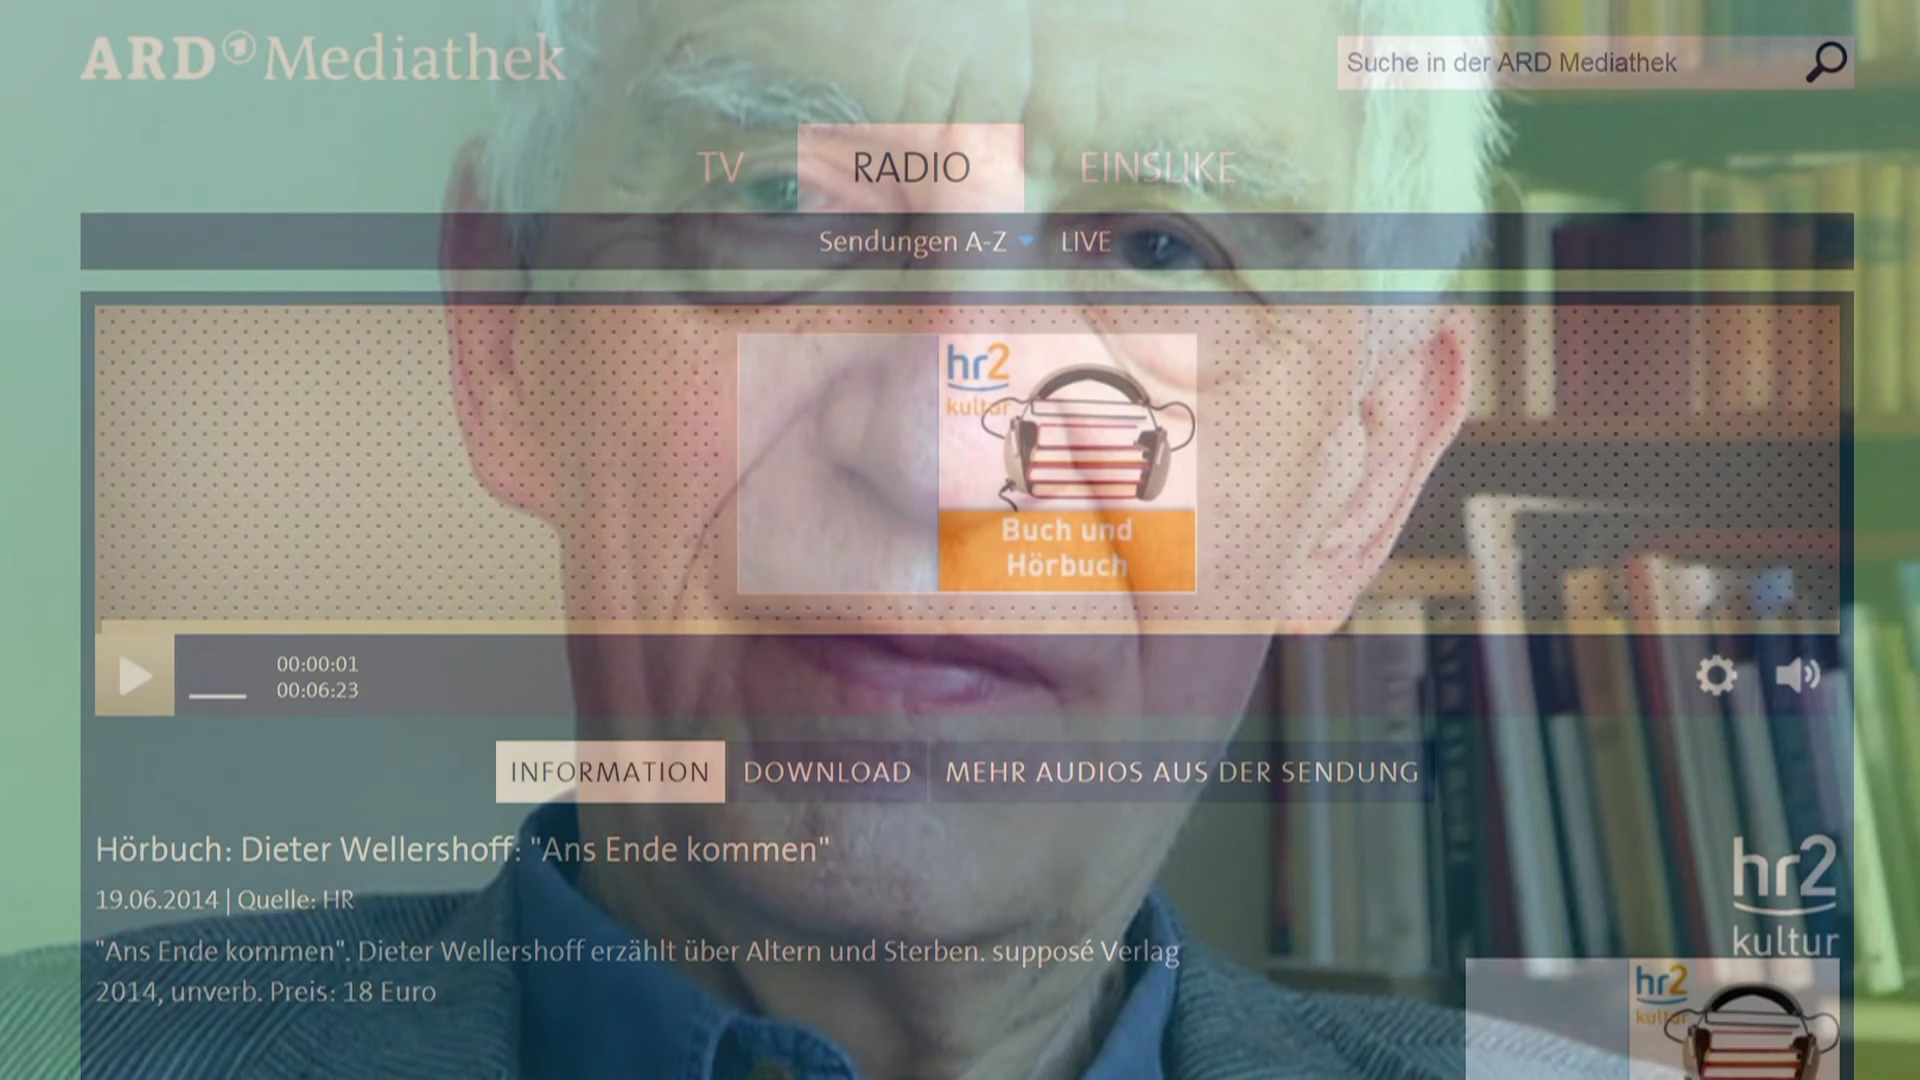 ARD Mediathek
Suche in der ARD Mediathek
TV
RADIO
EINSLIKE
Sendungen A-Z
LIVE
hr2
kultur
Buch und
Hörbuch
00:00:01
00:06:23
INFORMATION
DOWNLOAD
MEHR AUDIOS AUS DER SENDUNG
Hörbuch: Dieter Wellershoff: "Ans Ende kommen"
19.06.2014 | Quelle: HR
"Ans Ende kommen". Dieter Wellershoff erzählt über Altern und Sterben. supposé Verlag
2014, unverb. Preis: 18 Euro
hr2
kultur
hr2
kultur